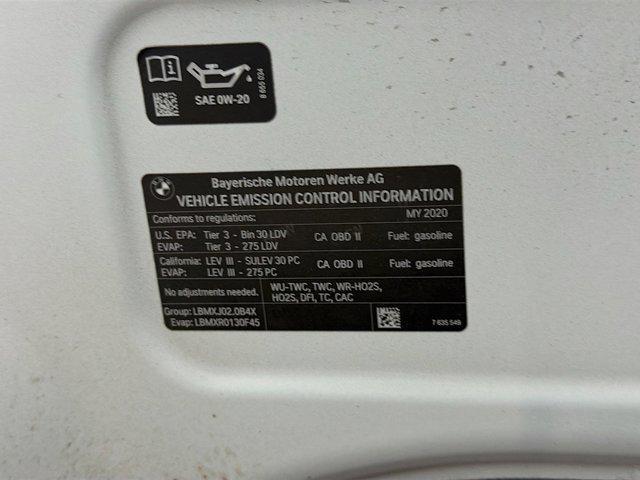 SAE 0W-20
8 655 034
BMW
Bayerische Motoren Werke AG
VEHICLE EMISSION CONTROL INFORMATION
Conforms to regulations: MY 2020
U.S. EPA: Tier 3 - Bin 30 LDV CA OBD II Fuel: gasoline
EVAP: Tier 3 - 275 LDV
California: LEV III - SULEV 30 PC CA OBD II Fuel: gasoline
EVAP: LEV III - 275 PC
No adjustments needed. WU-TWC, TWC, WR-HO2S,
HO2S, DFI, TC, CAC
Group: LBMXJ02.0B4X
Evap: LBMXR0130F45
7 635 549